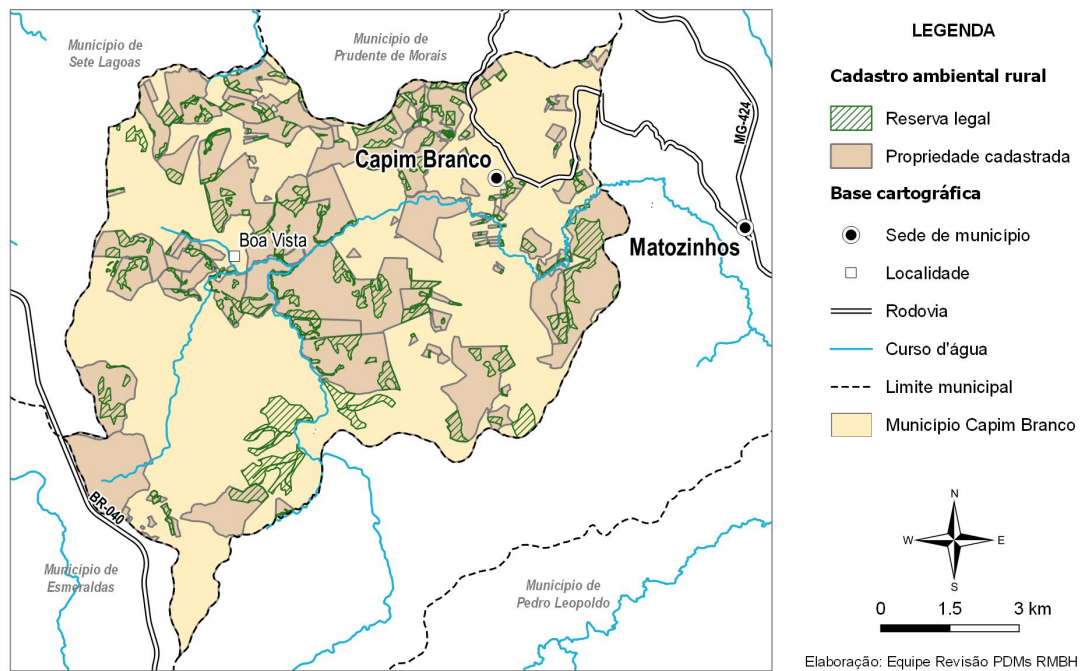 Município de
Sete Lagoas
Município de
Prudente de Morais
Capim Branco
MG-424
Boa Vista
Matozinhos
BR-040
Município de
Esmeraldas
Município de
Pedro Leopoldo
LEGENDA
Cadastro ambiental rural
Reserva legal
Propriedade cadastrada
Base cartográfica
Sede de município
Localidade
Rodovia
Curso d'água
Limite municipal
Município Capim Branco
N
W
E
S
0 1.5 3 km
Elaboração: Equipe Revisão PDMs RMBH